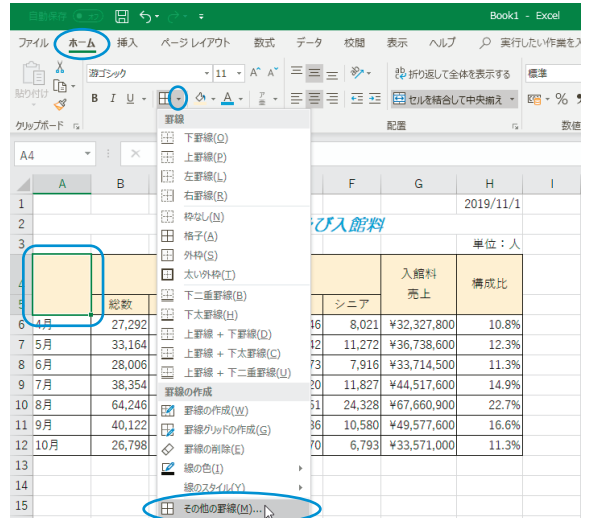 自動保存 オフ Book1 - Excel
ファイル ホーム 挿入 ページ レイアウト 数式 データ 校閲 表示 ヘルプ 実行したい作業を入
貼り付け 游ゴシック 11 A^ A˅ ab 折り返して全体を表示する 標準
B I U A セルを結合して中央揃え %
クリップボード 配置 数値
A4
A B F G H I
1 2019/11/1
2 び入館料
3 単位：人
4 入館料 構成比
売上
5 総数 シニア
6 4月 27,292 46 8,021 ¥32,327,800 10.8%
7 5月 33,164 42 11,272 ¥36,738,600 12.3%
8 6月 28,006 73 7,916 ¥33,714,500 11.3%
9 7月 38,354 20 11,827 ¥44,517,600 14.9%
10 8月 64,246 51 24,328 ¥67,660,900 22.7%
11 9月 40,122 36 10,580 ¥49,577,600 16.6%
12 10月 26,798 70 6,793 ¥33,571,000 11.3%
13
14
15
罫線
下罫線(O)
上罫線(P)
左罫線(L)
右罫線(R)
枠なし(N)
格子(A)
外枠(S)
太い外枠(T)
下二重罫線(B)
下太罫線(H)
上罫線 + 下罫線(D)
上罫線 + 下太罫線(C)
上罫線 + 下二重罫線(U)
罫線の作成
罫線の作成(W)
罫線グリッドの作成(G)
罫線の削除(E)
線の色(I)
線のスタイル(Y)
その他の罫線(M)...